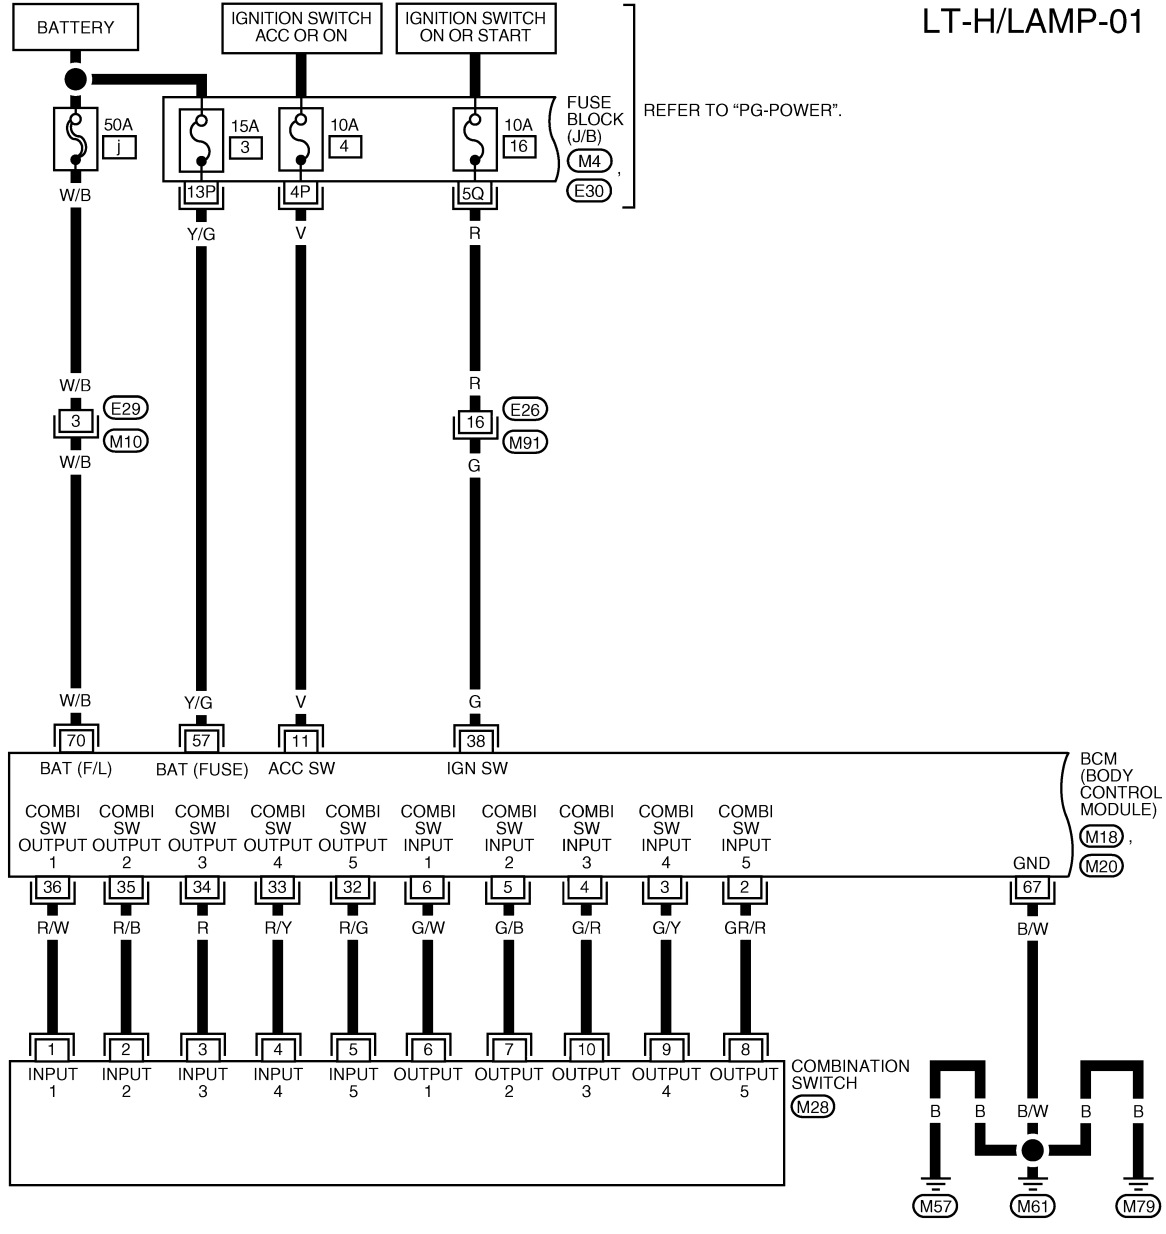 LT-H/LAMP-01
BATTERY
IGNITION SWITCH
ACC OR ON
IGNITION SWITCH
ON OR START
REFER TO “PG-POWER”.
FUSE
BLOCK
(J/B)
M4 ,
E30
50A
j
15A
3
10A
4
10A
16
13P
4P
5Q
W/B
Y/G
V
R
W/B
R
3
E29
M10
16
E26
M91
W/B
G
W/B
Y/G
V
G
70
57
11
38
BAT (F/L)
BAT (FUSE)
ACC SW
IGN SW
BCM
(BODY
CONTROL
MODULE)
M18 ,
M20
COMBI
SW
OUTPUT
1
COMBI
SW
OUTPUT
2
COMBI
SW
OUTPUT
3
COMBI
SW
OUTPUT
4
COMBI
SW
OUTPUT
5
COMBI
SW
INPUT
1
COMBI
SW
INPUT
2
COMBI
SW
INPUT
3
COMBI
SW
INPUT
4
COMBI
SW
INPUT
5
GND
36
35
34
33
32
6
5
4
3
2
67
R/W
R/B
R
R/Y
R/G
G/W
G/B
G/R
G/Y
GR/R
B/W
1
2
3
4
5
6
7
10
9
8
INPUT
1
INPUT
2
INPUT
3
INPUT
4
INPUT
5
OUTPUT
1
OUTPUT
2
OUTPUT
3
OUTPUT
4
OUTPUT
5
COMBINATION
SWITCH
M28
B
B
B/W
B
B
M57
M61
M79